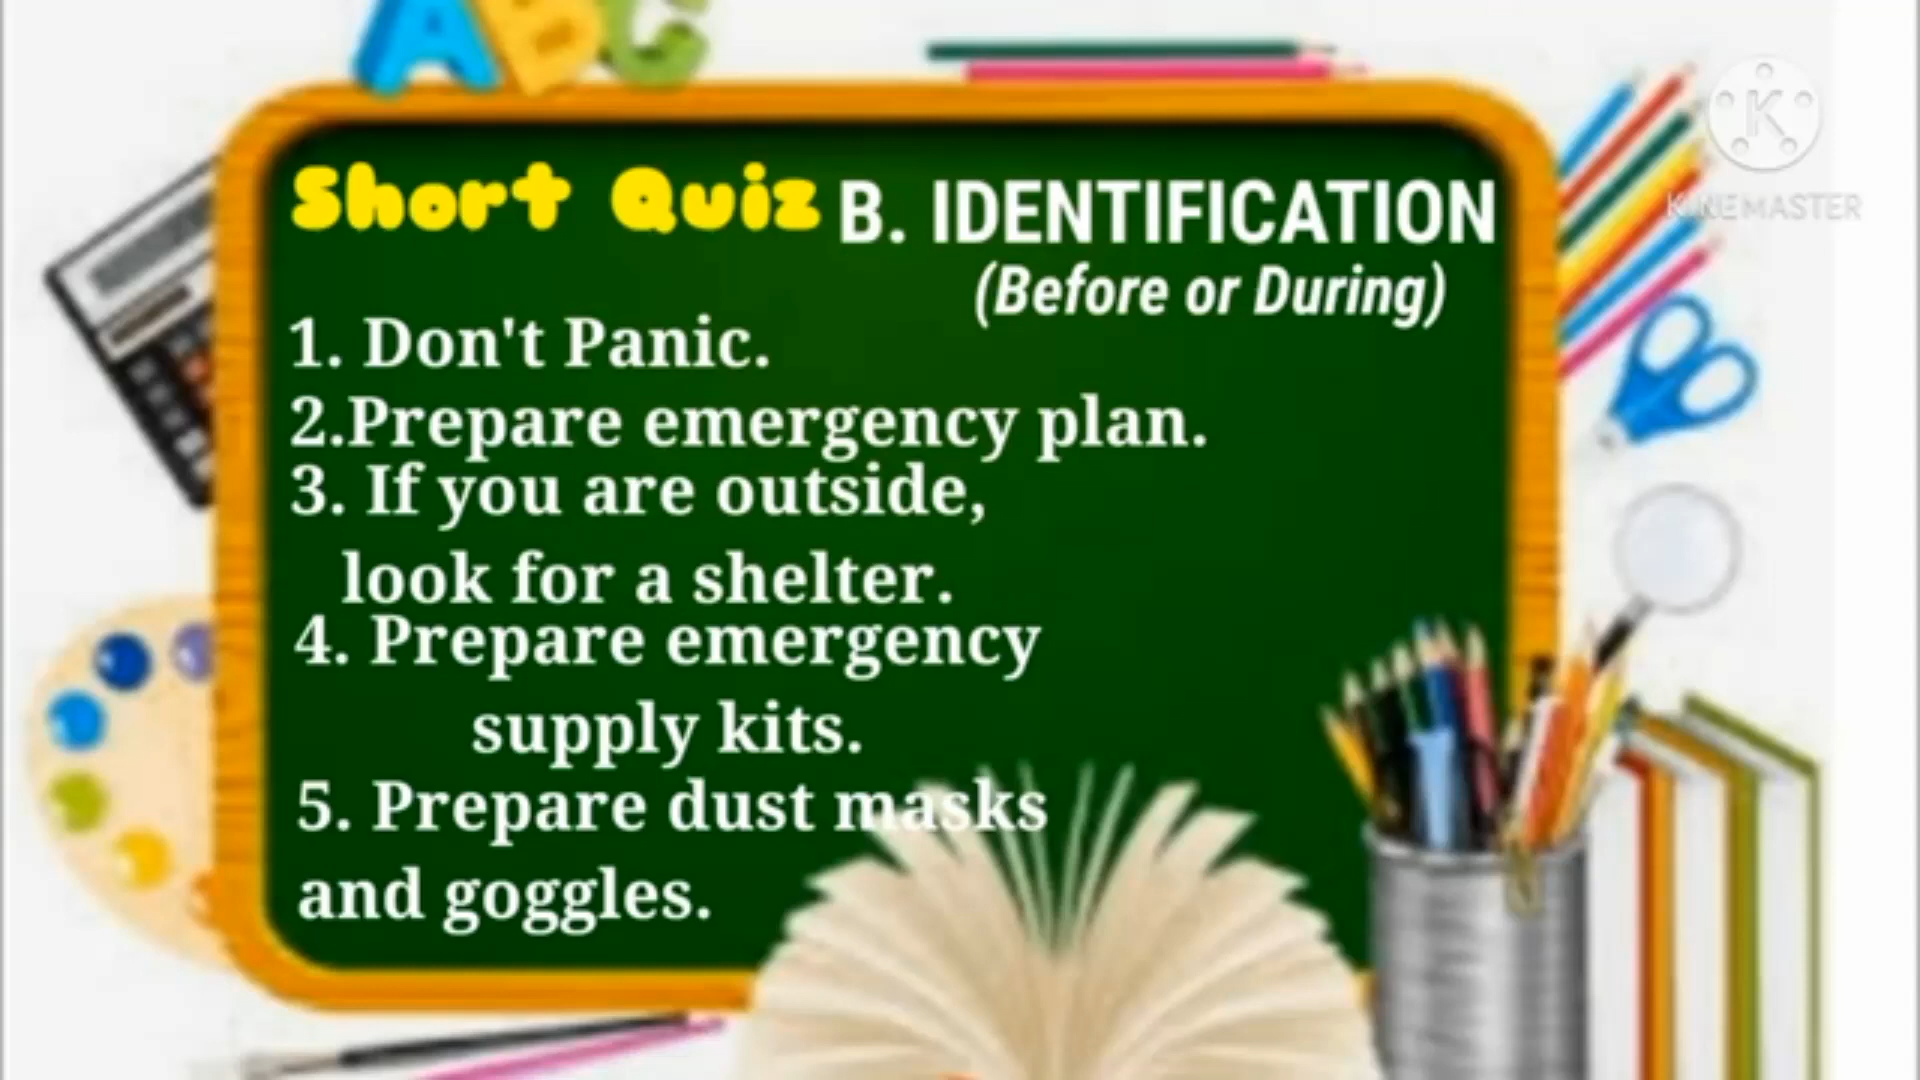 ABC
Short Quiz B. IDENTIFICATION
(Before or During)
1. Don't Panic.
2.Prepare emergency plan.
3. If you are outside,
look for a shelter.
4. Prepare emergency
supply kits.
5. Prepare dust masks
and goggles.
K
KINEMASTER